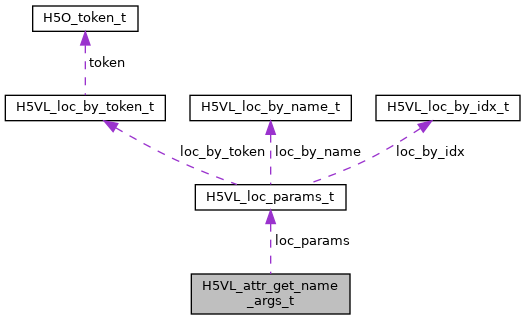 H5O_token_t
token
H5VL_loc_by_token_t
H5VL_loc_by_name_t
H5VL_loc_by_idx_t
loc_by_token
loc_by_name
loc_by_idx
H5VL_loc_params_t
loc_params
H5VL_attr_get_name
_args_t